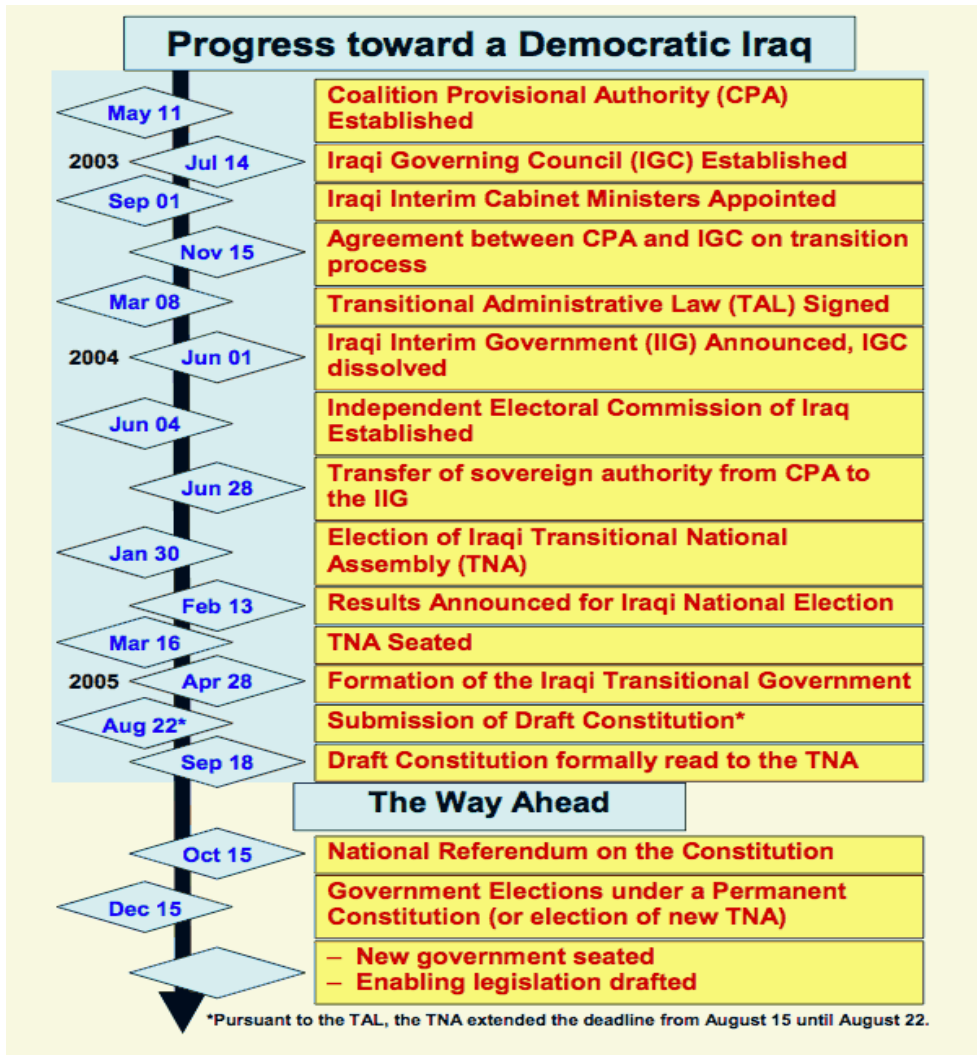 Progress toward a Democratic Iraq
May 11
Coalition Provisional Authority (CPA)
Established
2003
Jul 14
Iraqi Governing Council (IGC) Established
Sep 01
Iraqi Interim Cabinet Ministers Appointed
Nov 15
Agreement between CPA and IGC on transition
process
Mar 08
Transitional Administrative Law (TAL) Signed
2004
Jun 01
Iraqi Interim Government (IIG) Announced, IGC
dissolved
Jun 04
Independent Electoral Commission of Iraq
Established
Jun 28
Transfer of sovereign authority from CPA to
the IIG
Jan 30
Election of Iraqi Transitional National
Assembly (TNA)
Feb 13
Results Announced for Iraqi National Election
Mar 16
TNA Seated
2005
Apr 28
Formation of the Iraqi Transitional Government
Aug 22*
Submission of Draft Constitution*
Sep 18
Draft Constitution formally read to the TNA
The Way Ahead
Oct 15
National Referendum on the Constitution
Dec 15
Government Elections under a Permanent
Constitution (or election of new TNA)
– New government seated
– Enabling legislation drafted
*Pursuant to the TAL, the TNA extended the deadline from August 15 until August 22.